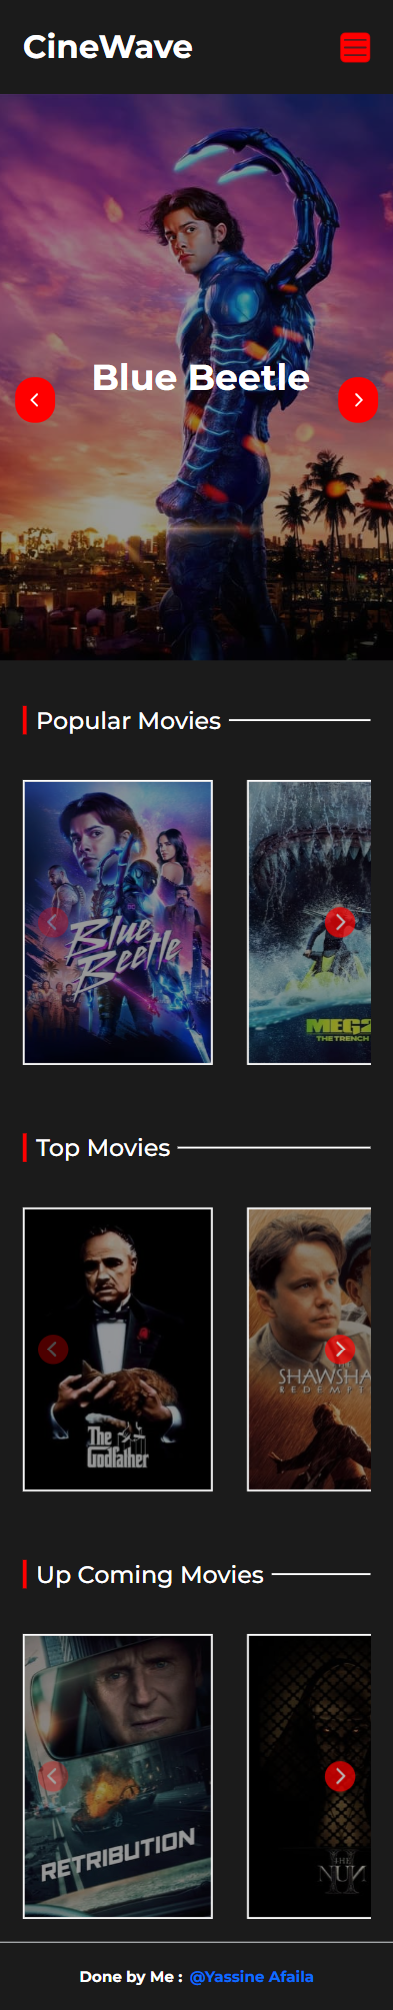 CineWave
Blue Beetle
Popular Movies
Blue
Beetle
MEG2
THE TRENCH
Top Movies
The
Godfather
SHAWSHA
REDEMPT
Up Coming Movies
RETRIBUTION
THE
NUN
II
Done by Me : @Yassine Afaila